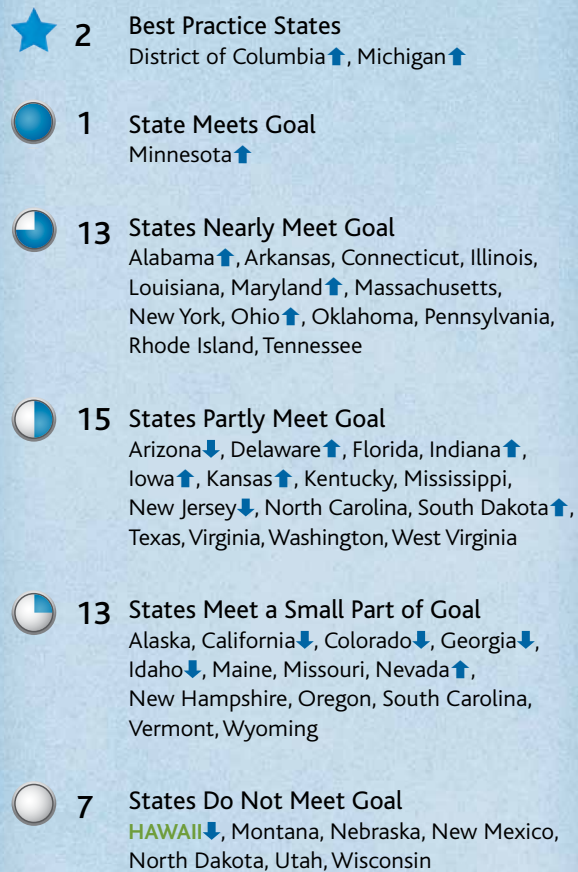 2 Best Practice States
District of Columbia⬆, Michigan⬆
1 State Meets Goal
Minnesota⬆
13 States Nearly Meet Goal
Alabama⬆, Arkansas, Connecticut, Illinois,
Louisiana, Maryland⬆, Massachusetts,
New York, Ohio⬆, Oklahoma, Pennsylvania,
Rhode Island, Tennessee
15 States Partly Meet Goal
Arizona⬇, Delaware⬆, Florida, Indiana⬆,
Iowa⬆, Kansas⬆, Kentucky, Mississippi,
New Jersey⬇, North Carolina, South Dakota⬆,
Texas, Virginia, Washington, West Virginia
13 States Meet a Small Part of Goal
Alaska, California⬇, Colorado⬇, Georgia⬇,
Idaho⬇, Maine, Missouri, Nevada⬆,
New Hampshire, Oregon, South Carolina,
Vermont, Wyoming
7 States Do Not Meet Goal
HAWAII⬇, Montana, Nebraska, New Mexico,
North Dakota, Utah, Wisconsin